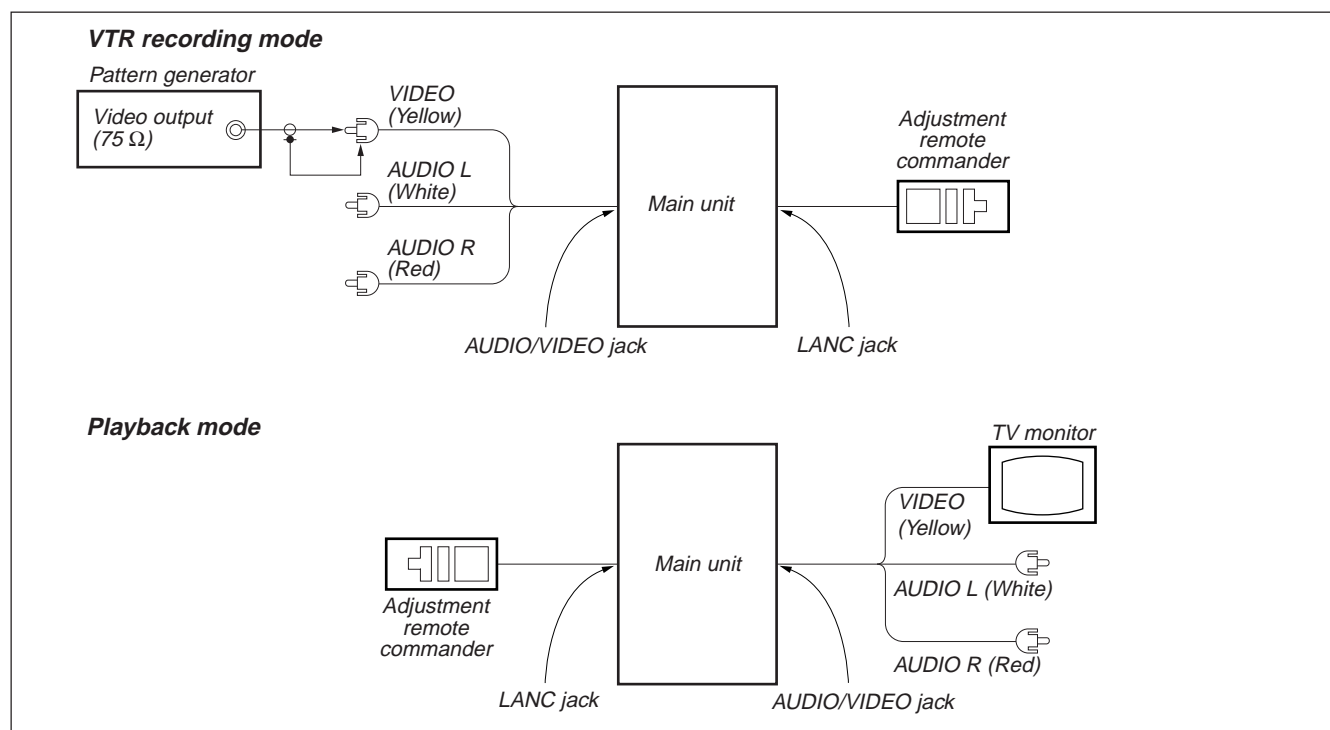 VTR recording mode
Pattern generator
Video output
(75 Ω)
VIDEO
(Yellow)
AUDIO L
(White)
AUDIO R
(Red)
Main unit
Adjustment
remote
commander
AUDIO/VIDEO jack
LANC jack
Playback mode
TV monitor
VIDEO
(Yellow)
Main unit
AUDIO L (White)
Adjustment
remote
commander
AUDIO R (Red)
LANC jack
AUDIO/VIDEO jack